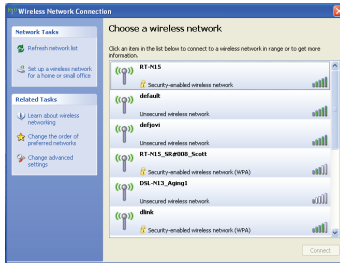 Wireless Network Connection
Network Tasks
Refresh network list
Set up a wireless network
for a home or small office
Related Tasks
Learn about wireless
networking
Change the order of
preferred networks
Change advanced
settings
Choose a wireless network
Click an item in the list below to connect to a wireless network in range or to get more
information.
RT-N15
Security-enabled wireless network
default
Unsecured wireless network
defjovi
Unsecured wireless network
RT-N15_SR#008_Scott
Security-enabled wireless network (WPA)
DSL-N13_Aging1
Unsecured wireless network
dlink
Security-enabled wireless network (WPA)
Connect